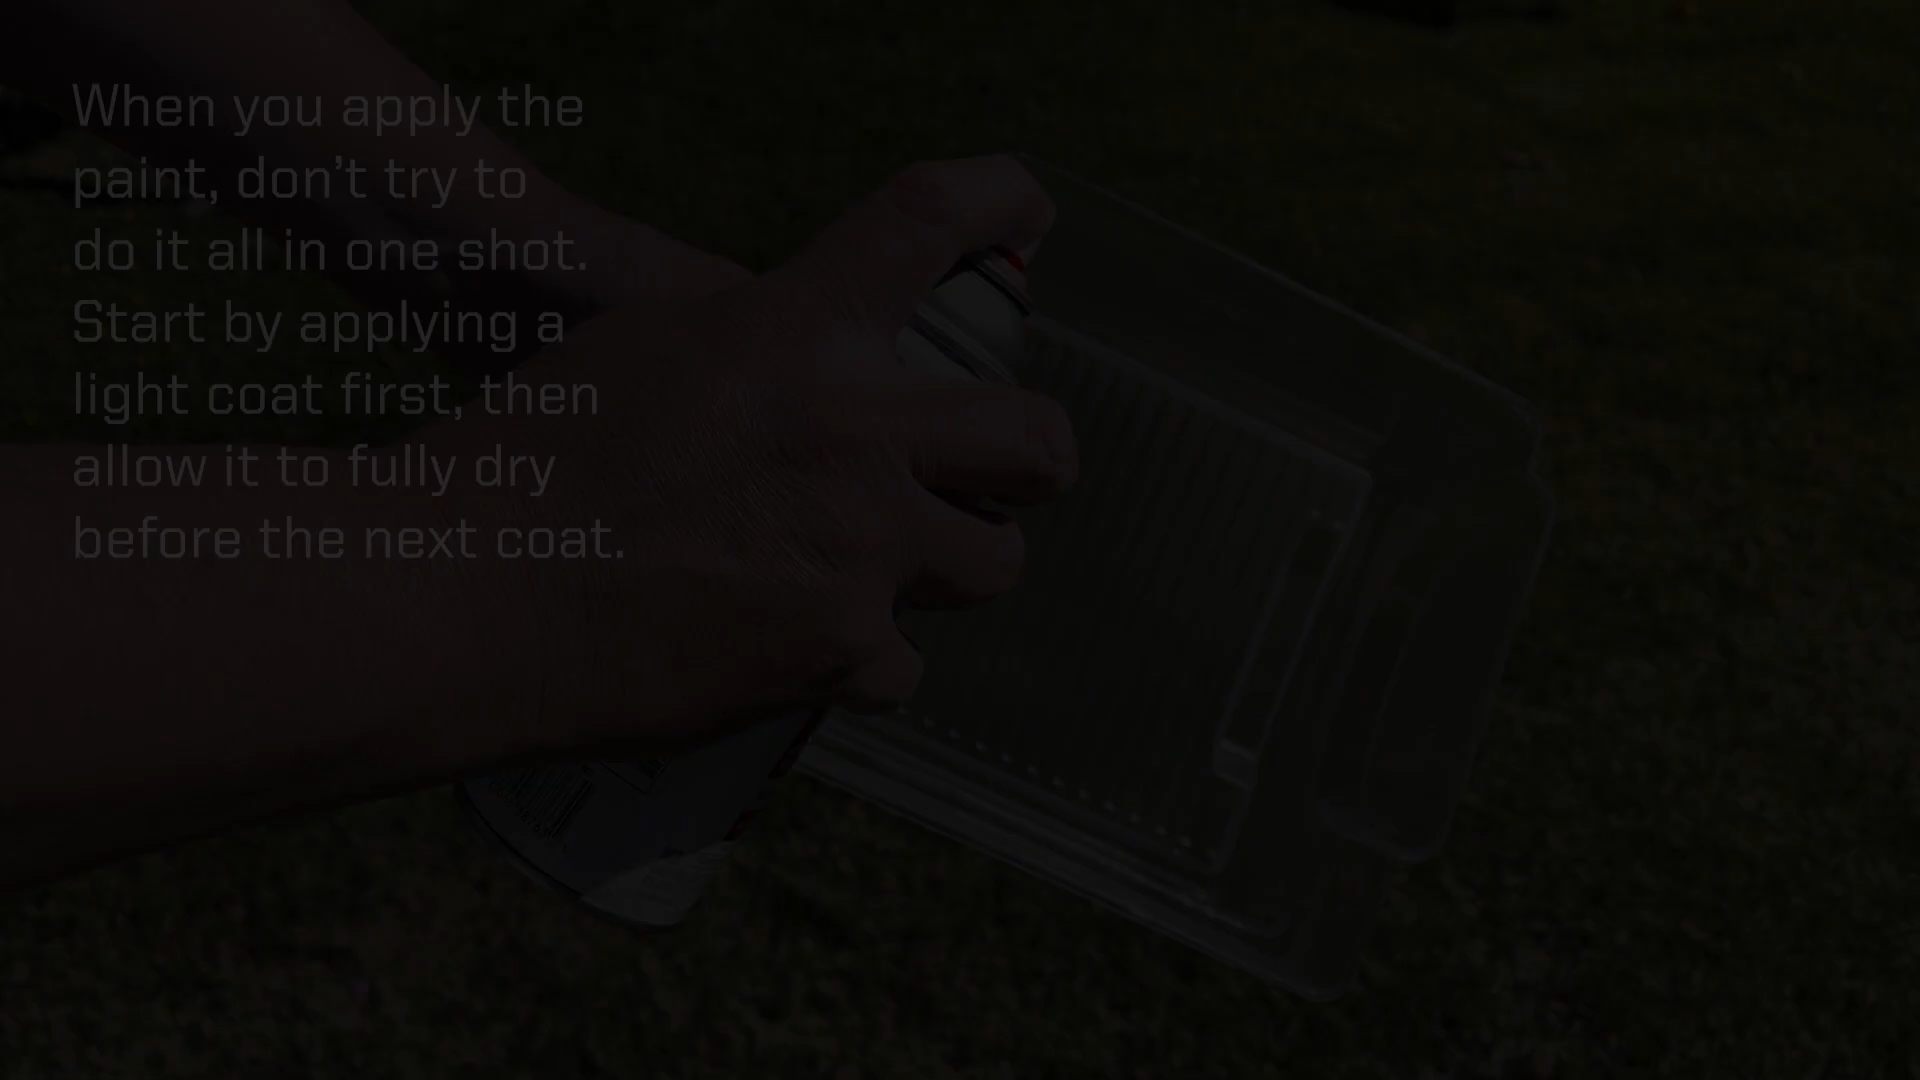 When you apply the
paint, don’t try to
do it all in one shot.
Start by applying a
light coat first, then
allow it to fully dry
before the next coat.